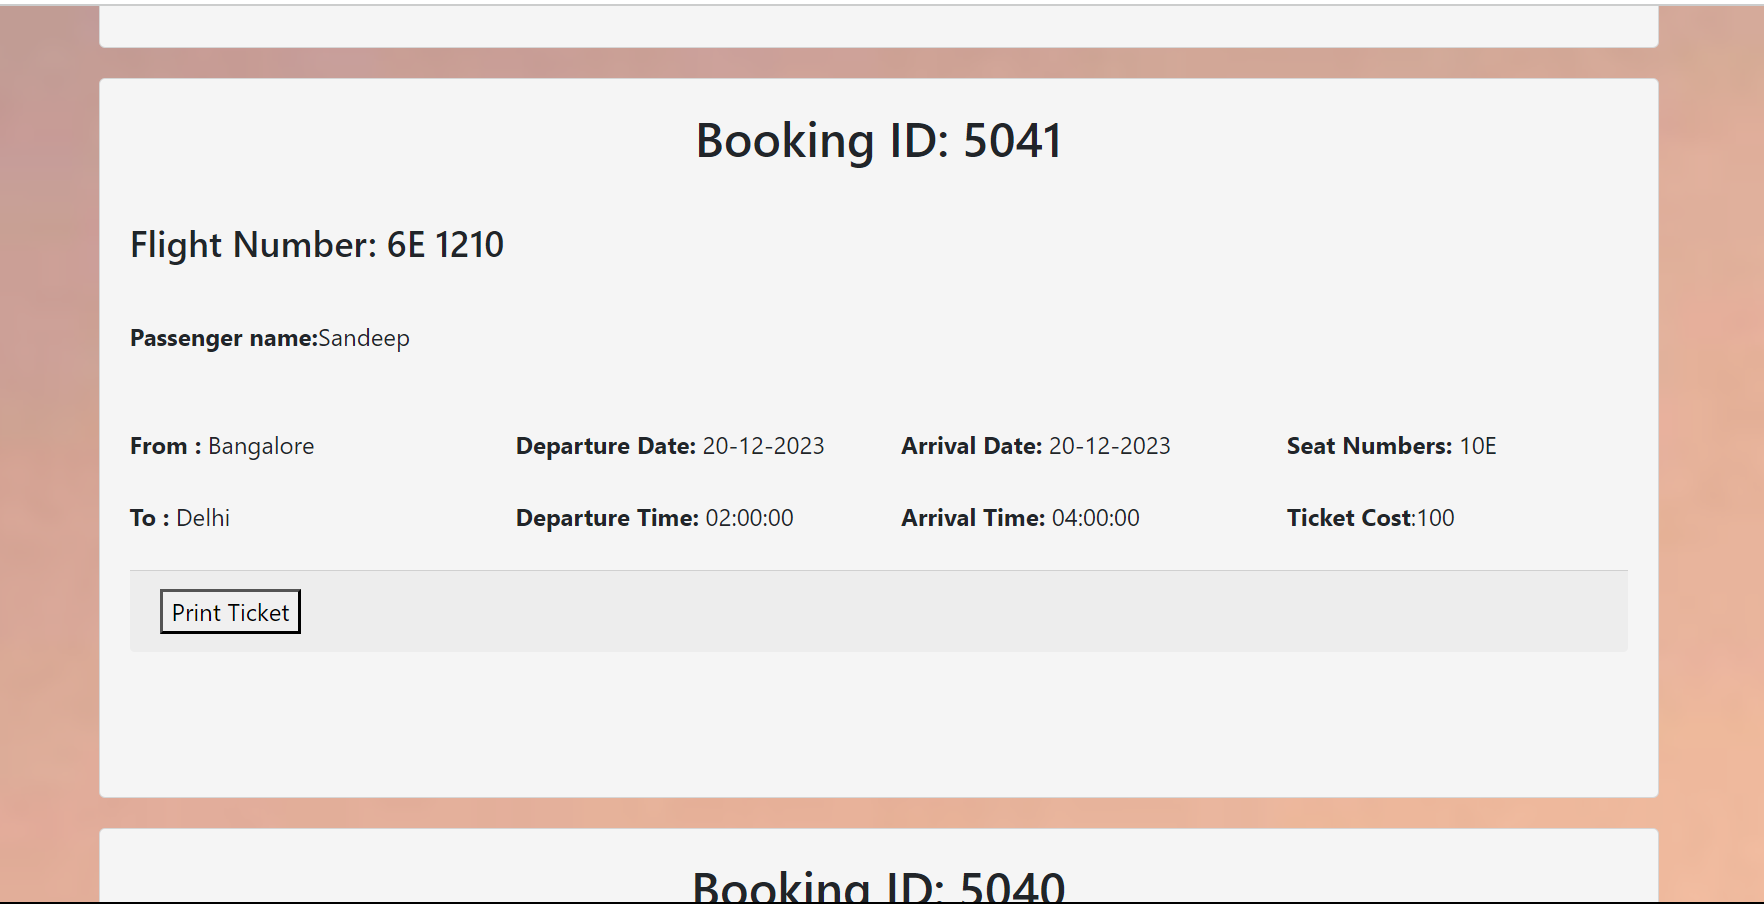 Booking ID: 5041
Flight Number: 6E 1210
Passenger name:Sandeep
From : Bangalore Departure Date: 20-12-2023 Arrival Date: 20-12-2023 Seat Numbers: 10E
To : Delhi Departure Time: 02:00:00 Arrival Time: 04:00:00 Ticket Cost:100
Print Ticket
Booking ID: 5040